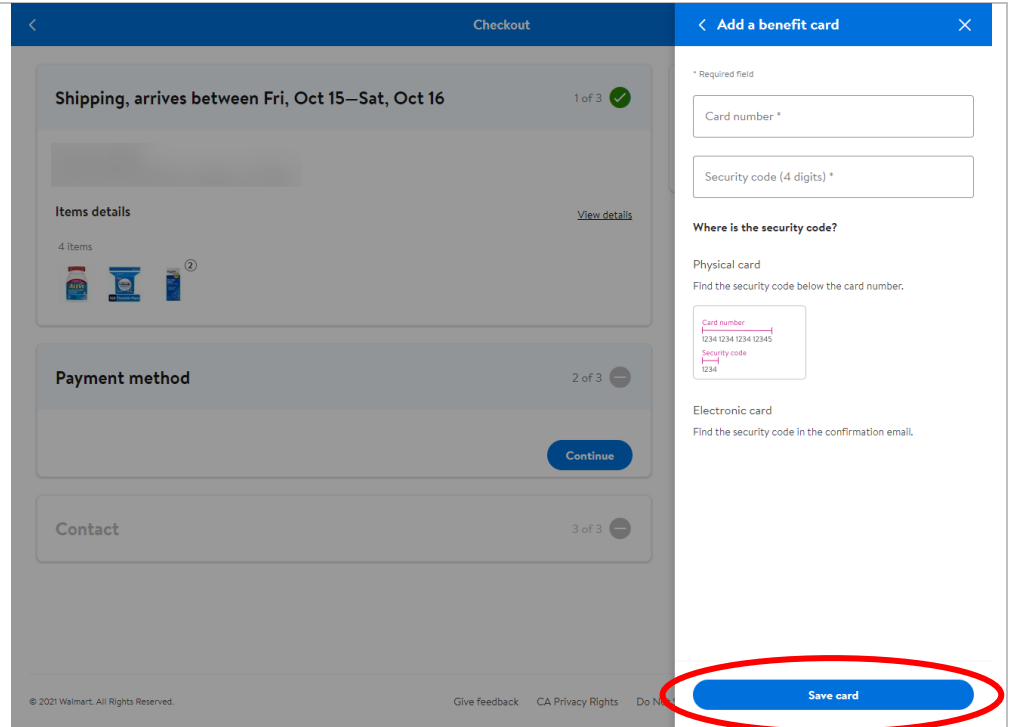 Checkout
Shipping, arrives between Fri, Oct 15—Sat, Oct 16
1 of 3
Items details
View details
4 items
2
Payment method
2 of 3
Continue
Contact
3 of 3
© 2021 Walmart. All Rights Reserved.
Give feedback
CA Privacy Rights
Do
Add a benefit card
* Required field
Card number *
Security code (4 digits) *
Where is the security code?
Physical card
Find the security code below the card number.
Card number
1234 1234 1234 12345
Security code
1234
Electronic card
Find the security code in the confirmation email.
Save card